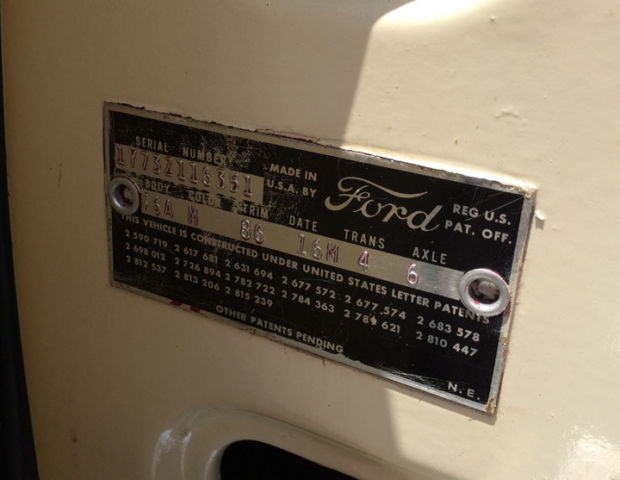 SERIAL NUMBER
1Y73Z116351
MADE IN
U.S.A. BY
Ford
REG U.S.
PAT. OFF.
BODY COLOR TRIM DATE TRANS AXLE
76A M 86 16M 4 6
THIS VEHICLE IS CONSTRUCTED UNDER UNITED STATES LETTER PATENTS
2 590 719 2 617 681 2 631 694 2 677 572 2 677 574 2 683 578
2 698 012 2 726 894 2 782 722 2 784 363 2 789 621 2 810 447
2 812 537 2 813 206 2 815 239
OTHER PATENTS PENDING
N.E.